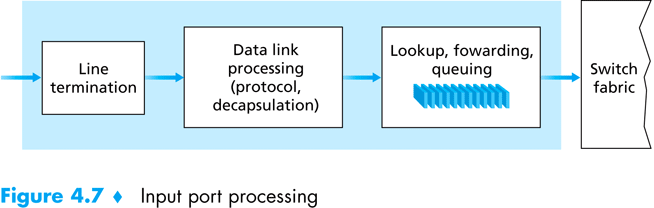 Line
termination
Data link
processing
(protocol,
decapsulation)
Lookup, fowarding,
queuing
Switch
fabric
Figure 4.7 ♦ Input port processing